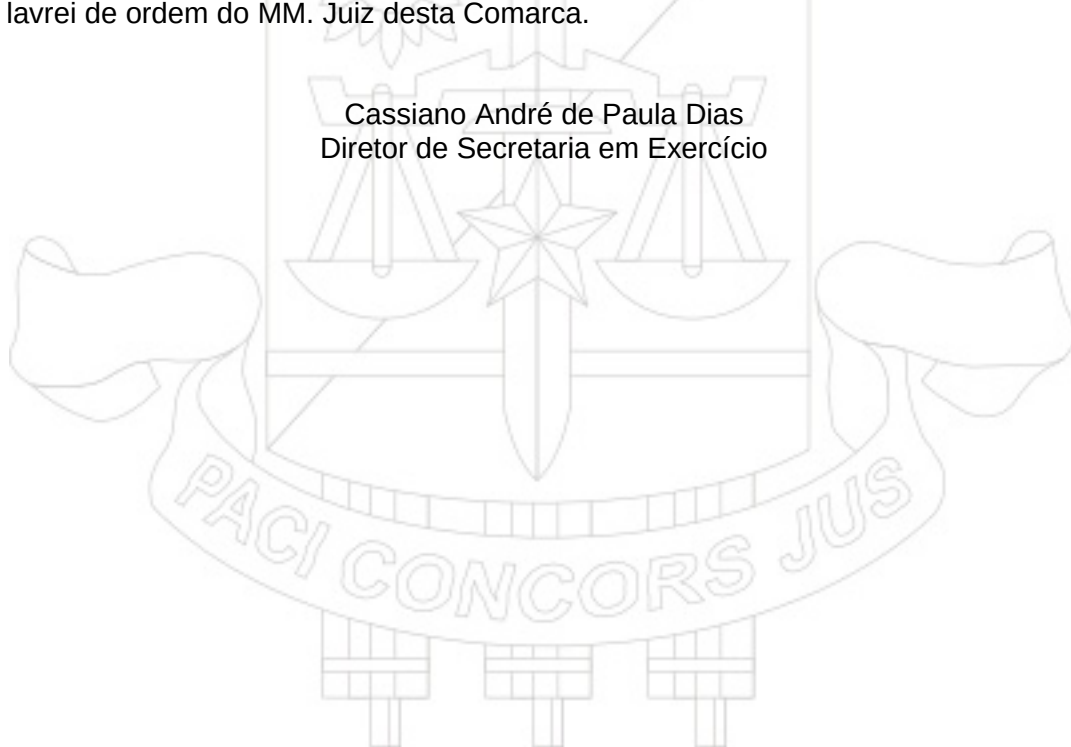 lavrei de ordem do MM. Juiz desta Comarca.
Cassiano André de Paula Dias
Diretor de Secretaria em Exercício
PACI CONCORS JUS